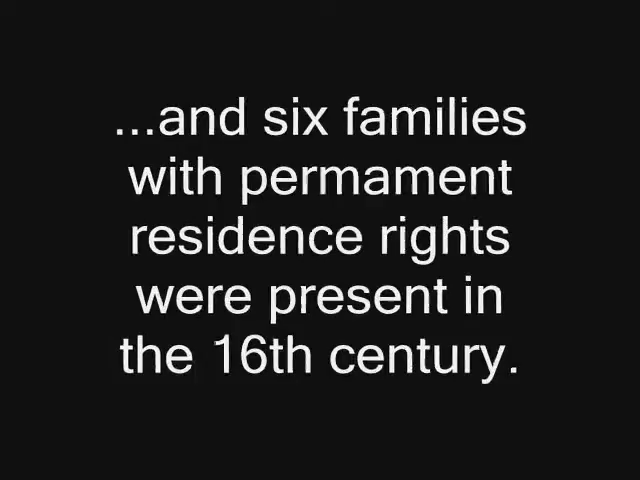 ...and six families
with permament
residence rights
were present in
the 16th century.